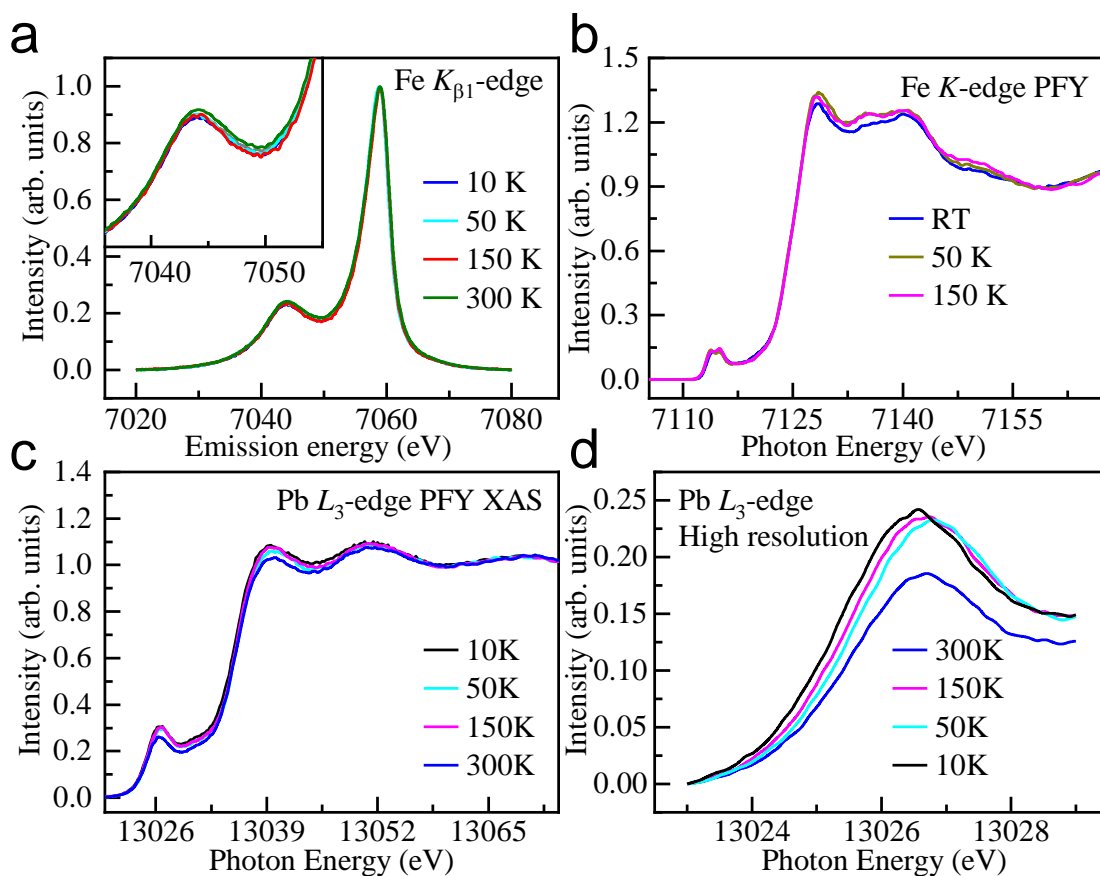 a
Fe Kβ1-edge
Intensity (arb. units)
1.0
0.8
0.6
0.4
0.2
0.0
7040 7050
10 K
50 K
150 K
300 K
7020 7040 7060 7080
Emission energy (eV)
b
Fe K-edge PFY
Intensity (arb. units)
1.5
1.2
0.9
0.6
0.3
0.0
RT
50 K
150 K
7110 7125 7140 7155
Photon Energy (eV)
c
Pb L3-edge PFY XAS
Intensity (arb. units)
1.4
1.2
1.0
0.8
0.6
0.4
0.2
0.0
10K
50K
150K
300K
13026 13039 13052 13065
Photon Energy (eV)
d
Pb L3-edge
High resolution
Intensity (arb. units)
0.25
0.20
0.15
0.10
0.05
0.00
300K
150K
50K
10K
13024 13026 13028
Photon Energy (eV)